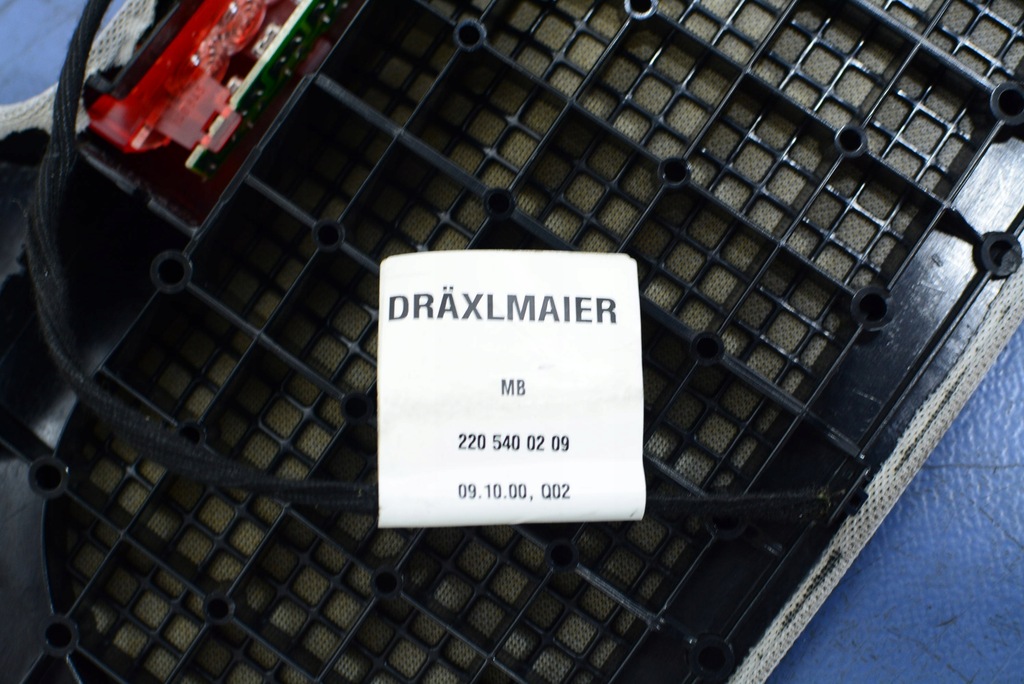 DRÄXLMAIER
MB
220 540 02 09
09.10.00, Q02